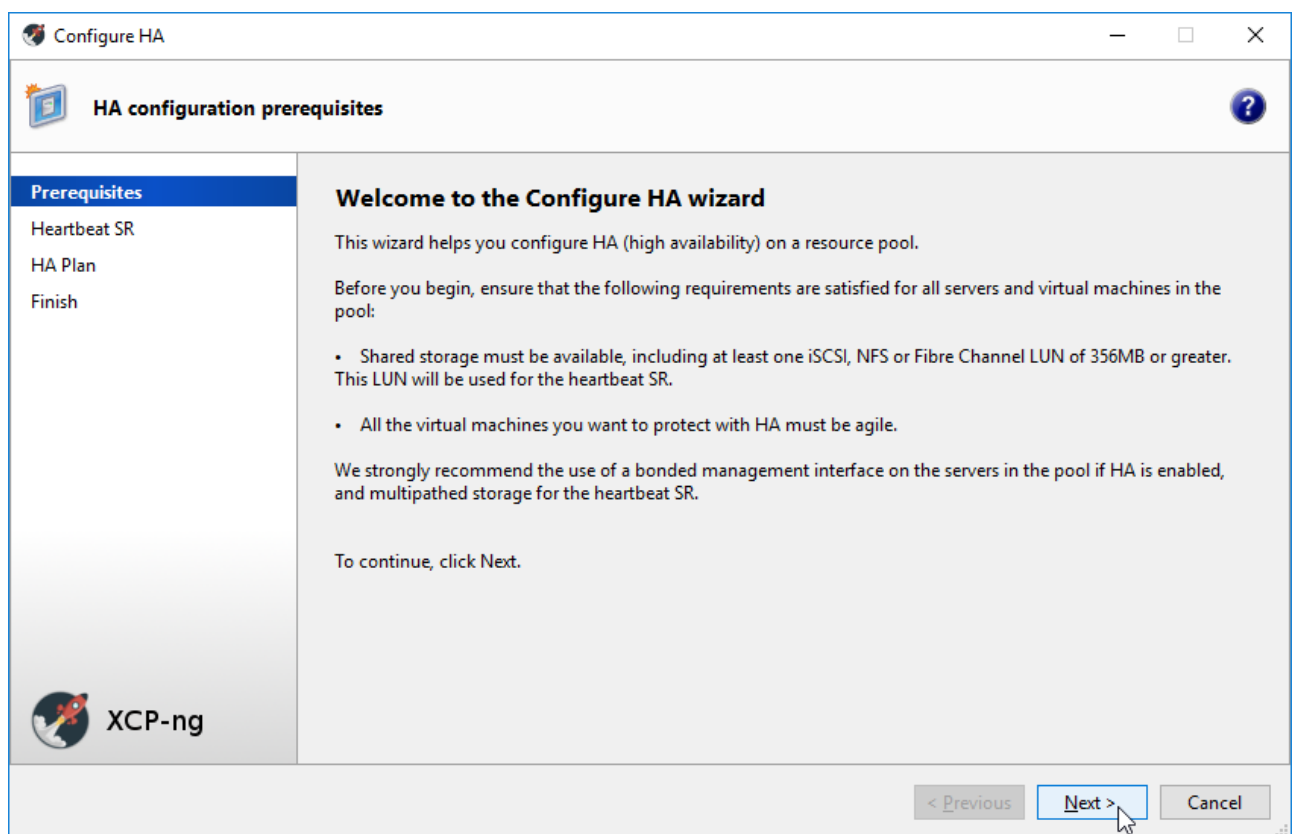 Configure HA
HA configuration prerequisites
?
Prerequisites
Heartbeat SR
HA Plan
Finish
Welcome to the Configure HA wizard
This wizard helps you configure HA (high availability) on a resource pool.
Before you begin, ensure that the following requirements are satisfied for all servers and virtual machines in the
pool:
• Shared storage must be available, including at least one iSCSI, NFS or Fibre Channel LUN of 356MB or greater.
This LUN will be used for the heartbeat SR.
• All the virtual machines you want to protect with HA must be agile.
We strongly recommend the use of a bonded management interface on the servers in the pool if HA is enabled,
and multipathed storage for the heartbeat SR.
To continue, click Next.
XCP-ng
< Previous
Next >
Cancel